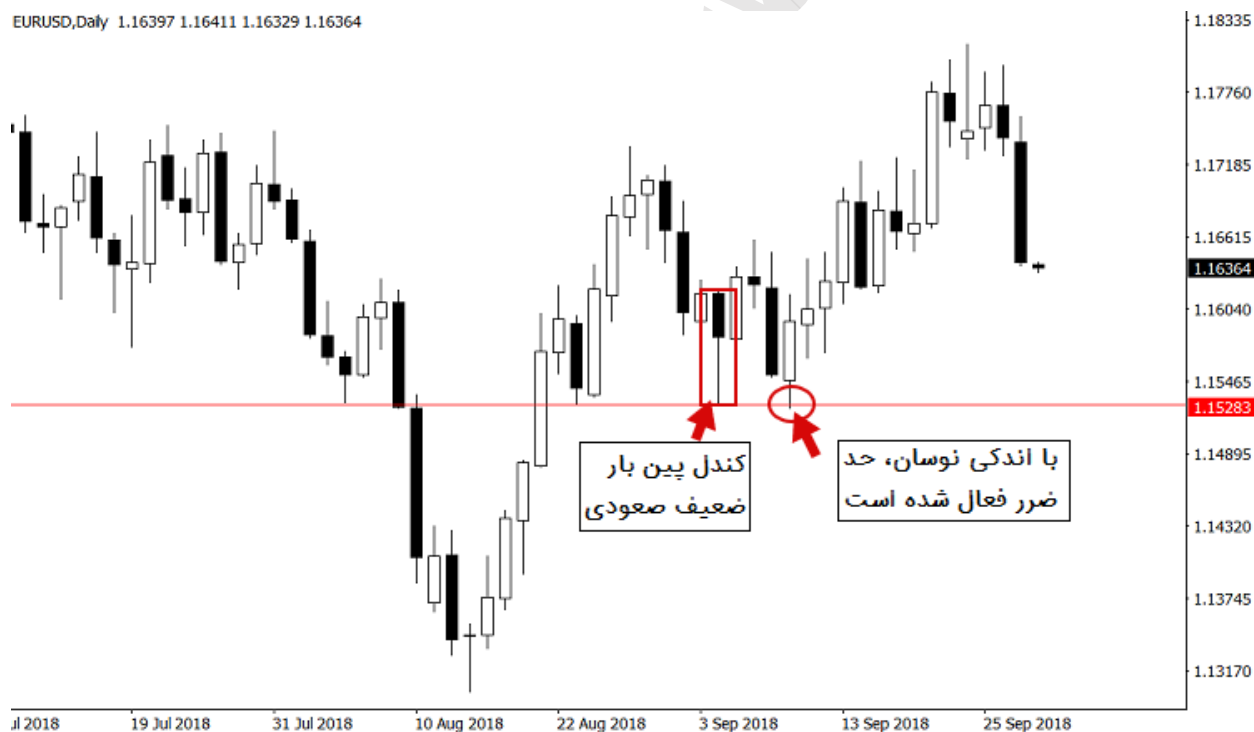 EURUSD,Daily 1.16397 1.16411 1.16329 1.16364
1.18335
1.17760
1.17185
1.16615
1.16364
1.16040
1.15465
1.15283
1.14895
1.14320
1.13745
1.13170
کندل پین بار
ضعیف صعودی
با اندکی نوسان، حد
ضرر فعال شده است
ul 2018 19 Jul 2018 31 Jul 2018 10 Aug 2018 22 Aug 2018 3 Sep 2018 13 Sep 2018 25 Sep 2018